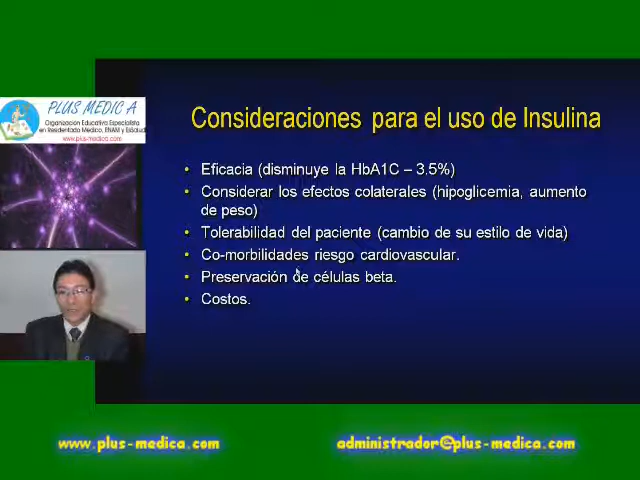 PLUS MEDIC A
Organización Educativa Especialista
en Residentado Medico, ENAM y EsSalud
www.plus-medica.com
Consideraciones para el uso de Insulina
• Eficacia (disminuye la HbA1C – 3.5%)
• Considerar los efectos colaterales (hipoglicemia, aumento
de peso)
• Tolerabilidad del paciente (cambio de su estilo de vida)
• Co-morbilidades riesgo cardiovascular.
• Preservación de células beta.
• Costos.
www.plus-medica.com
administrador@plus-medica.com